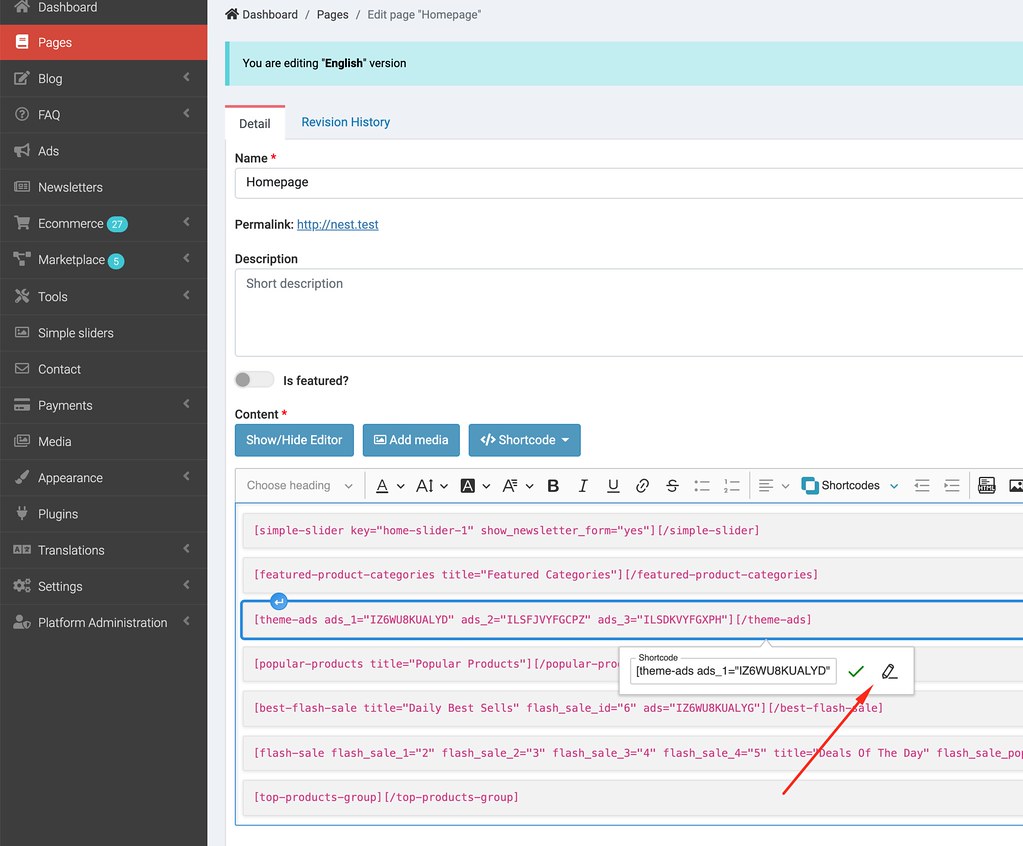 Dashboard
Pages
Blog
FAQ
Ads
Newsletters
Ecommerce 27
Marketplace 5
Tools
Simple sliders
Contact
Payments
Media
Appearance
Plugins
Translations
Settings
Platform Administration
Dashboard / Pages / Edit page "Homepage"
You are editing "English" version
Detail
Revision History
Name *
Homepage
Permalink: http://nest.test
Description
Short description
Is featured?
Content *
Show/Hide Editor
Add media
Shortcode
Choose heading
Shortcodes
HTML
[simple-slider key="home-slider-1" show_newsletter_form="yes"][/simple-slider]
[featured-product-categories title="Featured Categories"][/featured-product-categories]
[theme-ads ads_1="IZ6WU8KUALYD" ads_2="ILSFJVYFGCPZ" ads_3="ILSDKVYFGXPH"][/theme-ads]
[popular-products title="Popular Products"][/popular-pro
Shortcode
[theme-ads ads_1="IZ6WU8KUALYD"
[best-flash-sale title="Daily Best Sells" flash_sale_id="6" ads="IZ6WU8KUALYG"][/best-flash-sale]
[flash-sale flash_sale_1="2" flash_sale_2="3" flash_sale_3="4" flash_sale_4="5" title="Deals Of The Day" flash_sale_pop
[top-products-group][/top-products-group]